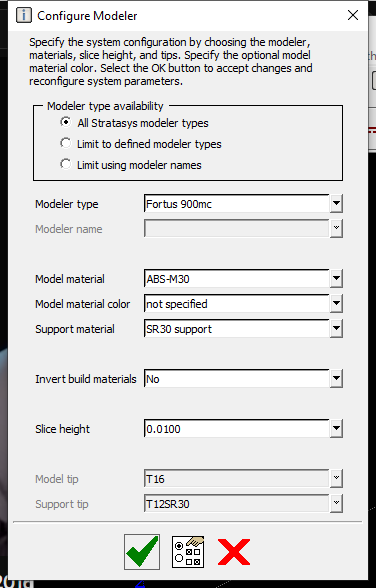 Configure Modeler
Specify the system configuration by choosing the modeler,
materials, slice height, and tips. Specify the optional model
material color. Select the OK button to accept changes and
reconfigure system parameters.
Modeler type availability
All Stratasys modeler types
Limit to defined modeler types
Limit using modeler names
Modeler type Fortus 900mc
Modeler name
Model material ABS-M30
Model material color not specified
Support material SR30 support
Invert build materials No
Slice height 0.0100
Model tip T16
Support tip T12SR30